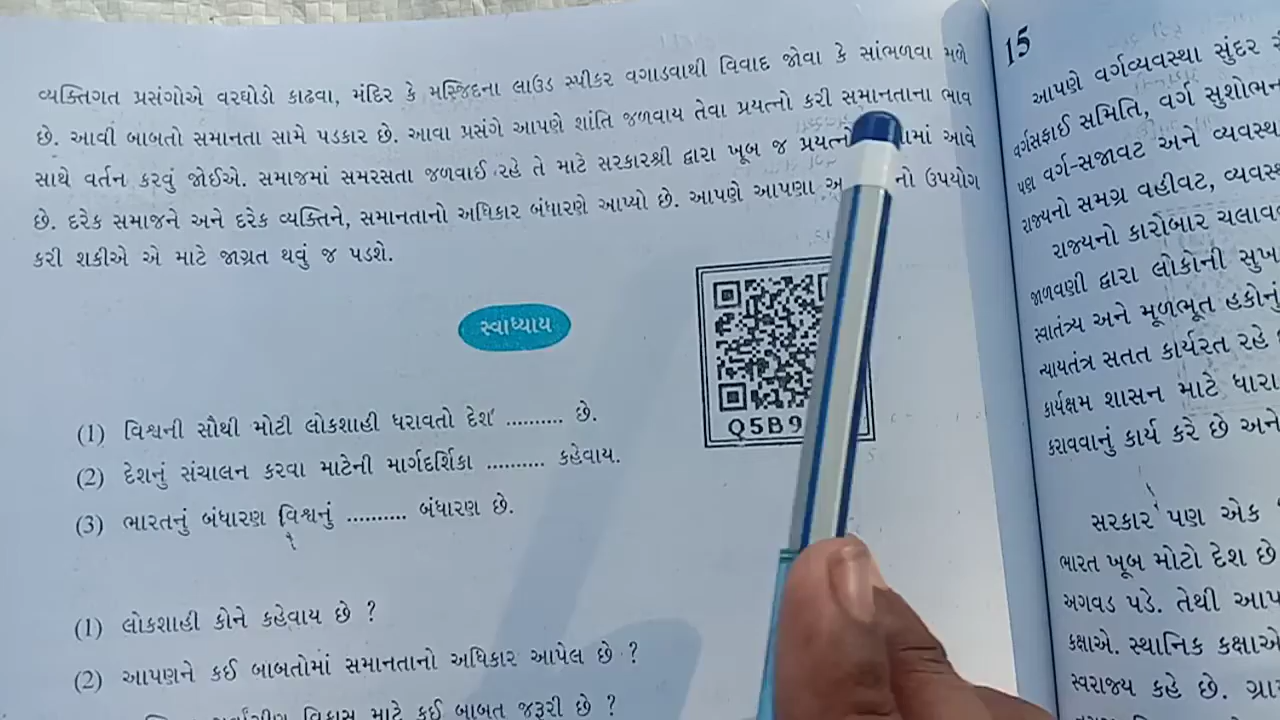 વ્યક્તિગત પ્રસંગોએ વરઘોડો કાઢવા, મંદિર કે મસ્જિદના લાઉડ સ્પીકર વગાડવાથી વિવાદ જોવા કે સાંભળવા મળે
છે. આવી બાબતો સમાનતા સામે પડકાર છે. આવા પ્રસંગે આપણે શાંતિ જળવાય તેવા પ્રયત્નો કરી સમાનતાના ભાવ
સાથે વર્તન કરવું જોઈએ. સમાજમાં સમરસતા જળવાઈ રહે તે માટે સરકારશ્રી દ્વારા ખૂબ જ પ્રયત્નો આવે
છે. દરેક સમાજને અને દરેક વ્યક્તિને, સમાનતાનો અધિકાર બંધારણે આપ્યો છે. આપણે આપણા ઉપયોગ
કરી શકીએ એ માટે જાગ્રત થવું જ પડશે.
સ્વાધ્યાય
Q5B9
(1) વિશ્વની સૌથી મોટી લોકશાહી ધરાવતો દેશ .......... છે.
(2) દેશનું સંચાલન કરવા માટેની માર્ગદર્શિકા .......... કહેવાય.
(3) ભારતનું બંધારણ વિશ્વનું .......... બંધારણ છે.
(1) લોકશાહી કોને કહેવાય છે ?
(2) આપણને કઈ બાબતોમાં સમાનતાનો અધિકાર આપેલ છે ?
વિકાસ માટે કઈ બાબત જરૂરી છે ?
15
આપણે વર્ગવ્યવસ્થા સુંદર
વર્ગસફાઈ સમિતિ, વર્ગ સુશોભન
પણ વર્ગ-સજાવટ અને વ્યવસ્થા
રાજ્યનો સમગ્ર વહીવટ, વ્યવસ્થ
રાજ્યનો કારોબાર ચલાવ
જાળવણી દ્વારા લોકોની સુખ
સ્વાતંત્ર્ય અને મૂળભૂત હકોનું
ન્યાયતંત્ર સતત કાર્યરત રહે
કાર્યક્ષમ શાસન માટે ધારા
કરાવવાનું કાર્ય કરે છે અને
સરકાર પણ એક
ભારત ખૂબ મોટો દેશ છે
અગવડ પડે. તેથી આપ
કક્ષાએ. સ્થાનિક કક્ષાએ
સ્વરાજ્ય કહે છે. ગ્રા